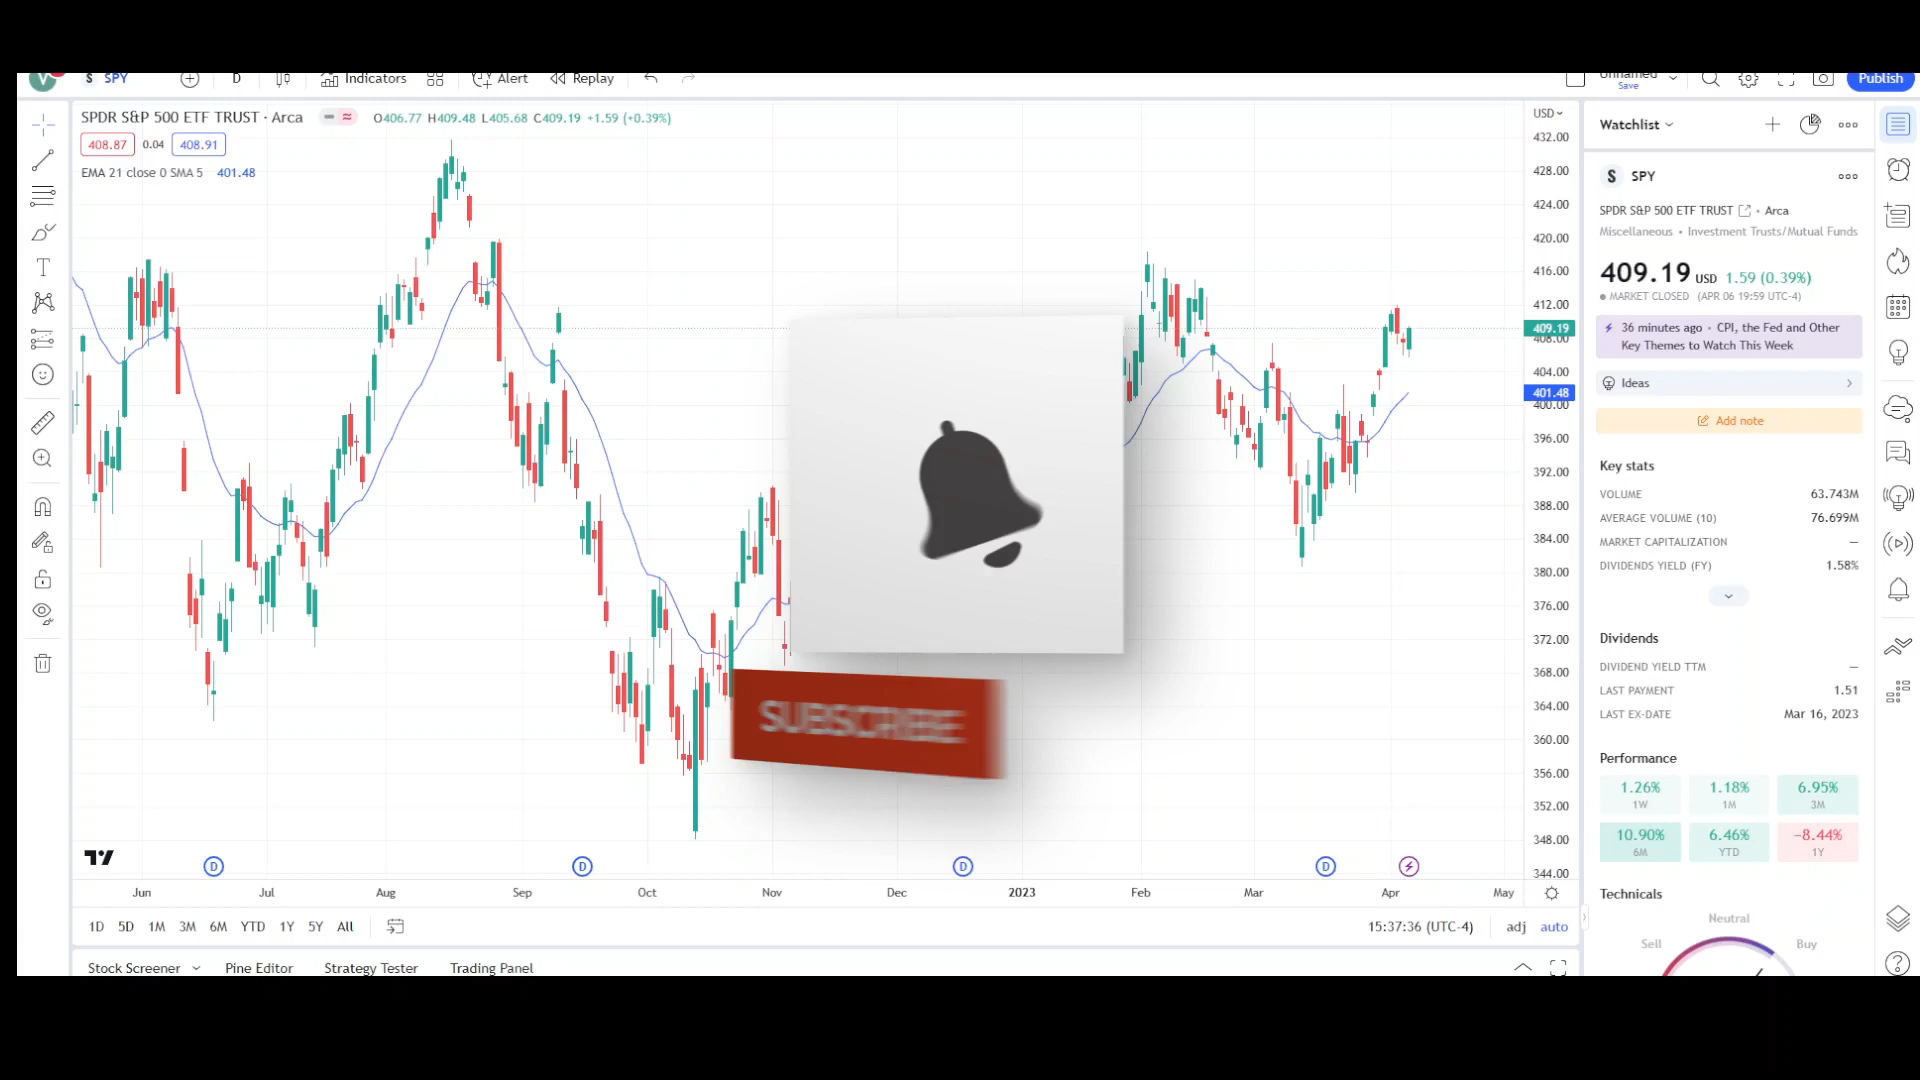 S SPY D Indicators Alert Replay Unnamed Save Publish
SPDR S&P 500 ETF TRUST · Arca O406.77 H409.48 L405.68 C409.19 +1.59 (+0.39%)
408.87 0.04 408.91
EMA 21 close 0 SMA 5 401.48
USD
432.00
428.00
424.00
420.00
416.00
412.00
409.19
408.00
404.00
401.48
400.00
396.00
392.00
388.00
384.00
380.00
376.00
372.00
368.00
364.00
360.00
356.00
352.00
348.00
344.00
SUBSCRIBE
D D D D
Jun Jul Aug Sep Oct Nov Dec 2023 Feb Mar Apr May
1D 5D 1M 3M 6M YTD 1Y 5Y All 15:37:36 (UTC-4) adj auto
Stock Screener Pine Editor Strategy Tester Trading Panel
Watchlist
S SPY
SPDR S&P 500 ETF TRUST • Arca
Miscellaneous • Investment Trusts/Mutual Funds
409.19 USD 1.59 (0.39%)
MARKET CLOSED (APR 06 19:59 UTC-4)
36 minutes ago • CPI, the Fed and Other
Key Themes to Watch This Week
Ideas
Add note
Key stats
VOLUME 63.743M
AVERAGE VOLUME (10) 76.699M
MARKET CAPITALIZATION —
DIVIDENDS YIELD (FY) 1.58%
Dividends
DIVIDEND YIELD TTM —
LAST PAYMENT 1.51
LAST EX-DATE Mar 16, 2023
Performance
1.26% 1.18% 6.95%
1W 1M 3M
10.90% 6.46% −8.44%
6M YTD 1Y
Technicals
Neutral
Sell Buy